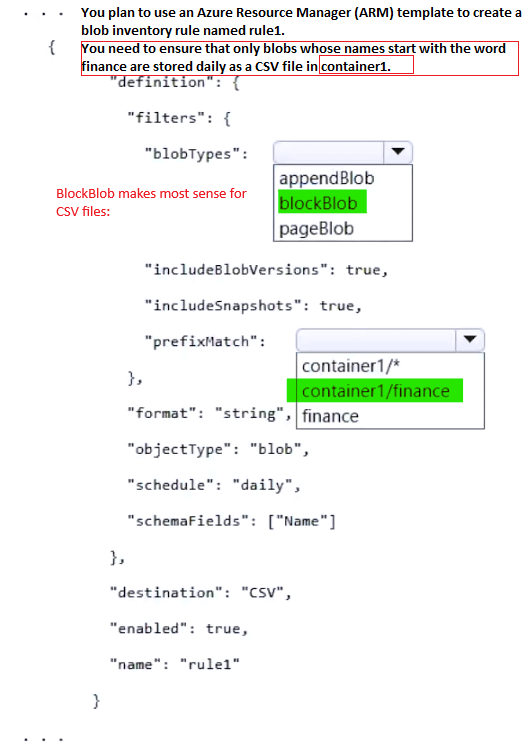 . . . You plan to use an Azure Resource Manager (ARM) template to create a
blob inventory rule named rule1.
{ You need to ensure that only blobs whose names start with the word
finance are stored daily as a CSV file in container1.
"definition": {
"filters": {
"blobTypes":
appendBlob
blockBlob
pageBlob
BlockBlob makes most sense for
CSV files:
"includeBlobVersions": true,
"includeSnapshots": true,
"prefixMatch":
container1/*
container1/finance
finance
},
"format": "string",
"objectType": "blob",
"schedule": "daily",
"schemaFields": ["Name"]
},
"destination": "CSV",
"enabled": true,
"name": "rule1"
}
. . .